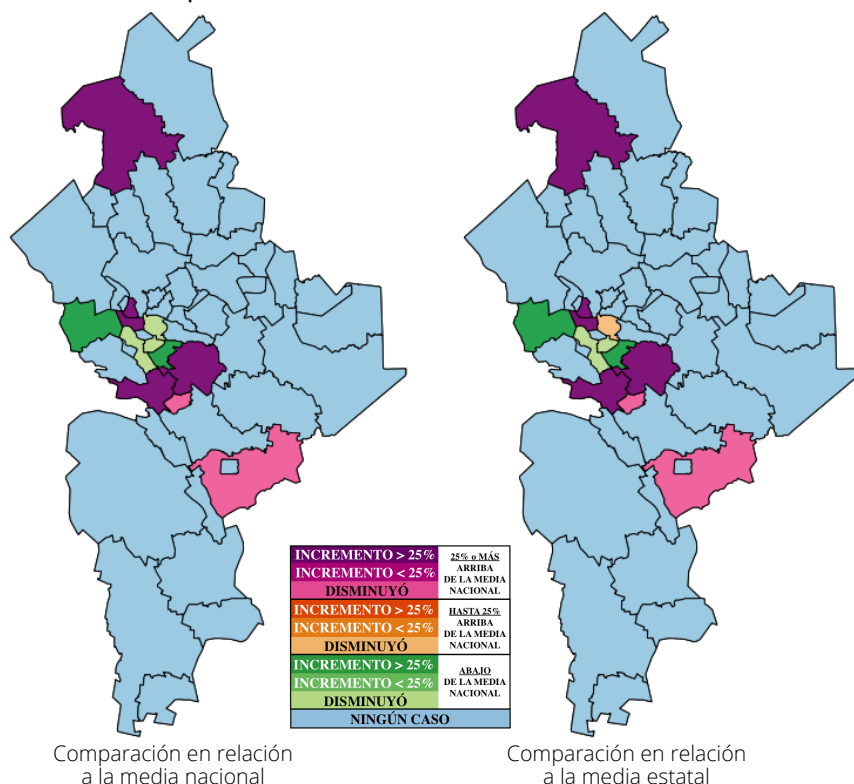 INCREMENTO > 25%
INCREMENTO < 25%
DISMINUYÓ
25% o MÁS
ARRIBA
DE LA MEDIA
NACIONAL
INCREMENTO > 25%
INCREMENTO < 25%
DISMINUYÓ
HASTA 25%
ARRIBA
DE LA MEDIA
NACIONAL
INCREMENTO > 25%
INCREMENTO < 25%
DISMINUYÓ
ABAJO
DE LA MEDIA
NACIONAL
NINGÚN CASO
Comparación en relación
a la media nacional
Comparación en relación
a la media estatal